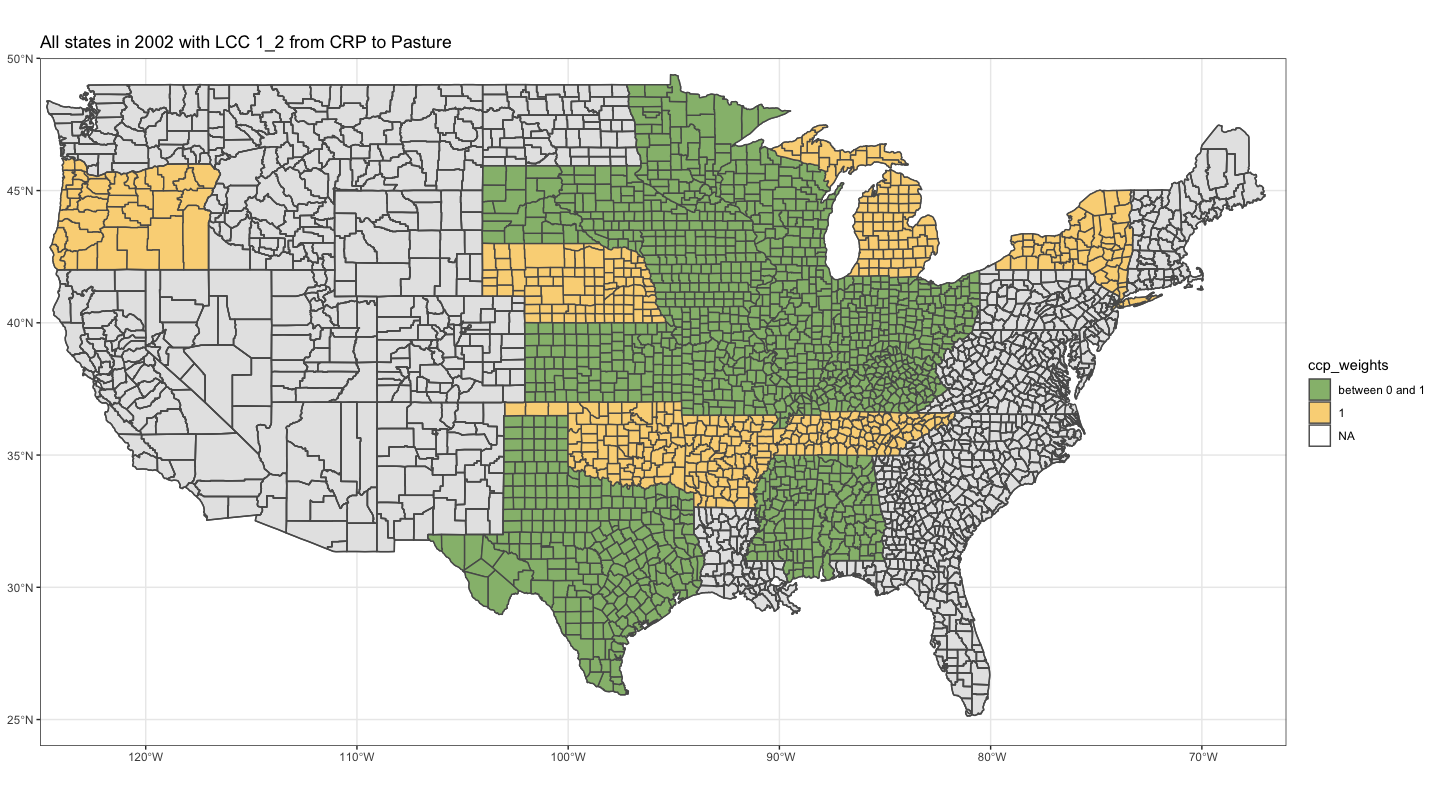 All states in 2002 with LCC 1_2 from CRP to Pasture
50°N
45°N
40°N
35°N
30°N
25°N
120°W
110°W
100°W
90°W
80°W
70°W
ccp_weights
between 0 and 1
1
NA